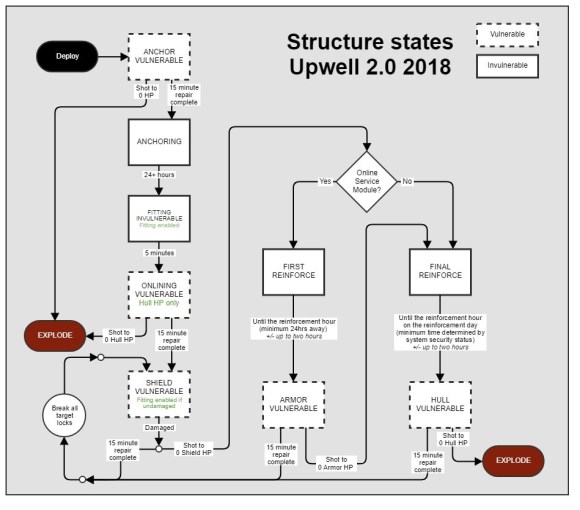 Structure states
Upwell 2.0 2018
Vulnerable
Invulnerable
Deploy
ANCHOR
VULNERABLE
Shot to
0 HP
15 minute
repair
complete
ANCHORING
24+ hours
FITTING
INVULNERABLE
Fitting enabled
5 minutes
ONLINING
VULNERABLE
Hull HP only
EXPLODE
Shot to
0 Hull HP
15 minute
repair
complete
SHIELD
VULNERABLE
Fitting enabled if
undamaged
Break all
target
locks
Damaged
15 minute
repair
complete
Shot to
0 Shield HP
Online
Service
Module?
Yes
No
FIRST
REINFORCE
Until the reinforcement hour
(minimum 24hrs away)
+/- up to two hours
ARMOR
VULNERABLE
15 minute
repair
complete
Shot to
0 Armor HP
FINAL
REINFORCE
Until the reinforcement hour
on the reinforcement day
(minimum time determined by
system security status)
+/- up to two hours
HULL
VULNERABLE
Shot to
0 Hull HP
15 minute
repair
complete
EXPLODE